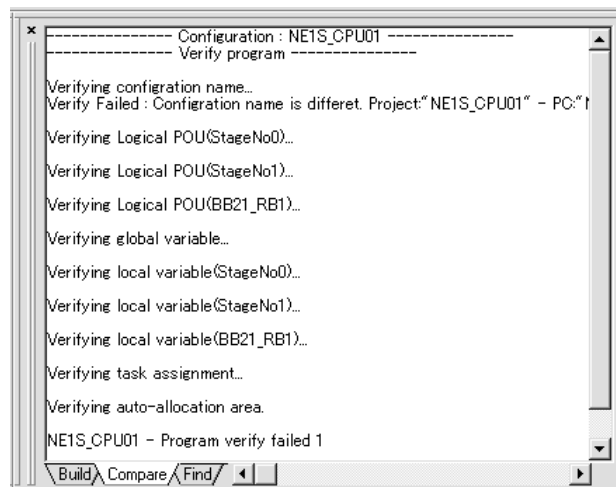 --------------- Configuration : NE1S_CPU01 ---------------
--------------- Verify program ---------------
Verifying configration name...
Verify Failed : Configration name is differet. Project:"NE1S_CPU01" - PC:"
Verifying Logical POU(StageNo0)...
Verifying Logical POU(StageNo1)...
Verifying Logical POU(BB21_RB1)...
Verifying global variable...
Verifying local variable(StageNo0)...
Verifying local variable(StageNo1)...
Verifying local variable(BB21_RB1)...
Verifying task assignment...
Verifying auto-allocation area.
NE1S_CPU01 - Program verify failed 1
Build Compare Find